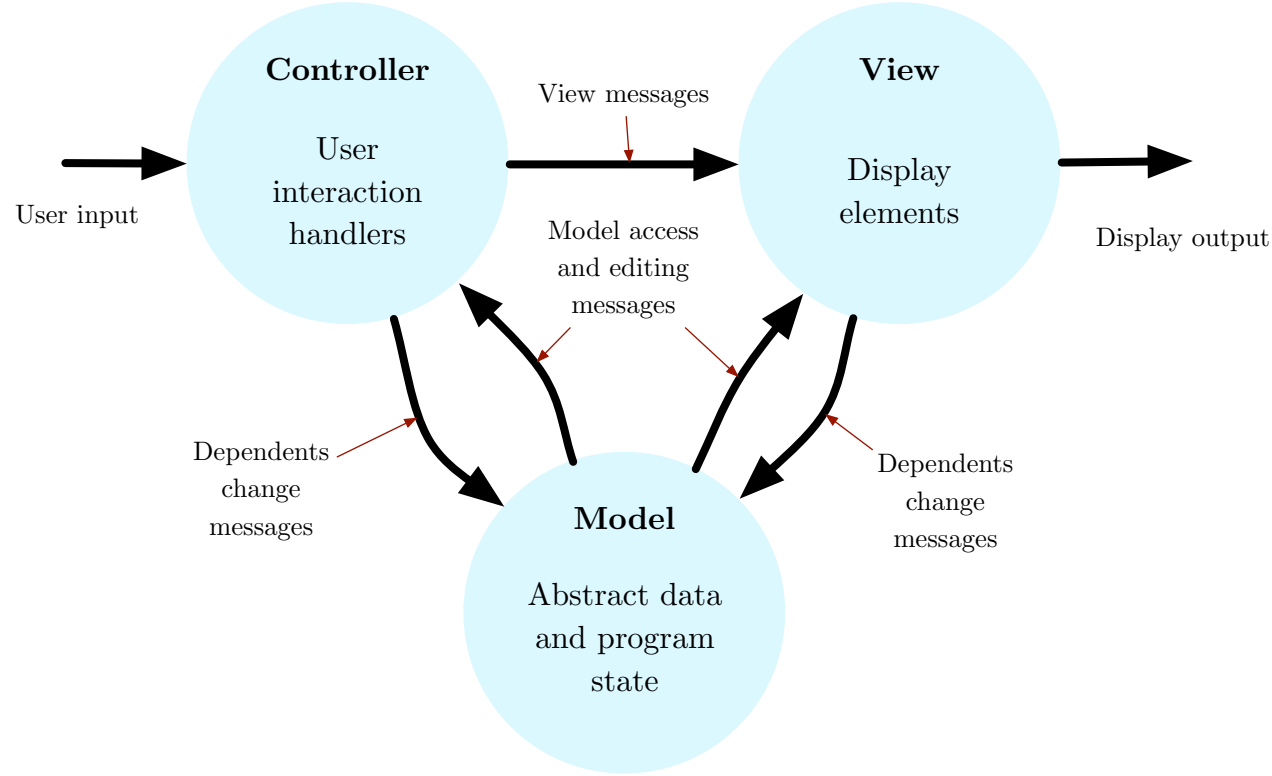 Controller
User
interaction
handlers
View messages
View
Display
elements
User input
Display output
Model access
and editing
messages
Dependents
change
messages
Dependents
change
messages
Model
Abstract data
and program
state